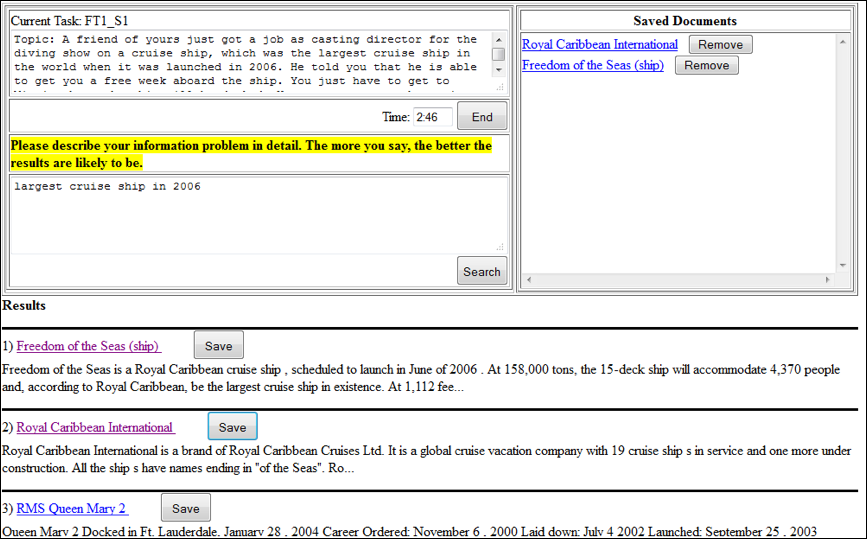 Current Task: FT1_S1
Topic: A friend of yours just got a job as casting director for the
diving show on a cruise ship, which was the largest cruise ship in
the world when it was launched in 2006. He told you that he is able
to get you a free week aboard the ship. You just have to get to
Time: 2:46 End
Please describe your information problem in detail. The more you say, the better the
results are likely to be.
largest cruise ship in 2006
Search
Saved Documents
Royal Caribbean International Remove
Freedom of the Seas (ship) Remove
Results
1) Freedom of the Seas (ship) Save
Freedom of the Seas is a Royal Caribbean cruise ship , scheduled to launch in June of 2006 . At 158,000 tons, the 15-deck ship will accommodate 4,370 people
and, according to Royal Caribbean, be the largest cruise ship in existence. At 1,112 fee...
2) Royal Caribbean International Save
Royal Caribbean International is a brand of Royal Caribbean Cruises Ltd. It is a global cruise vacation company with 19 cruise ship s in service and one more under
construction. All the ship s have names ending in "of the Seas". Ro...
3) RMS Queen Mary 2 Save
Queen Mary 2 Docked in Ft. Lauderdale, January 28 , 2004 Career Ordered: November 6 , 2000 Laid down: July 4 2002 Launched: September 25 , 2003